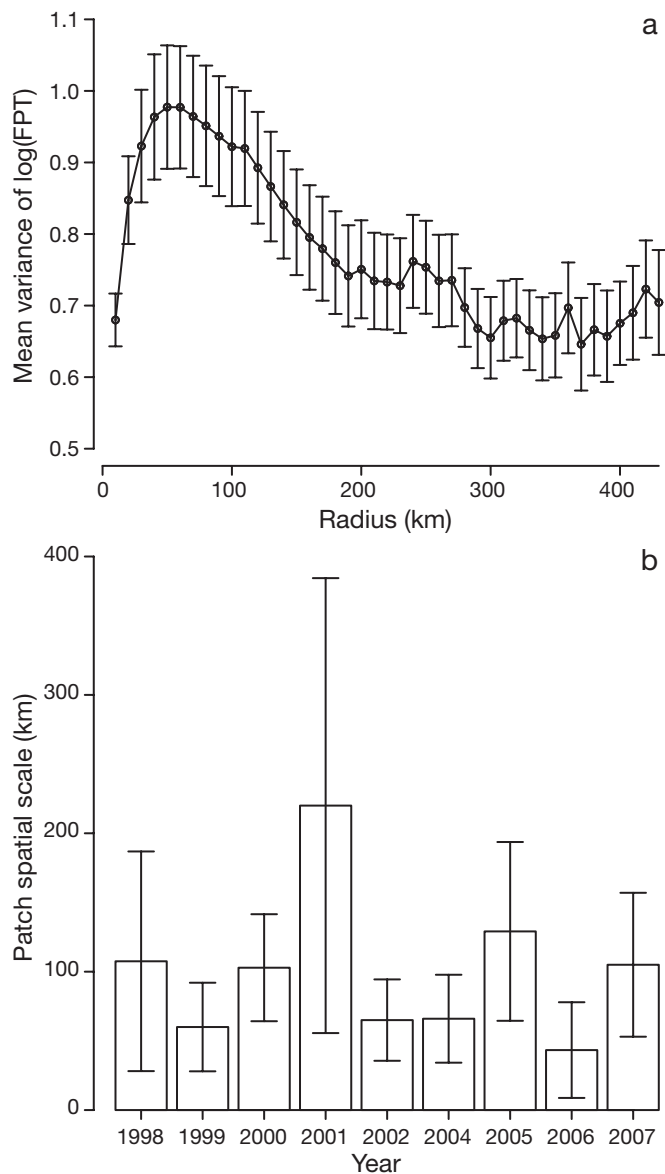 a
1.1
1.0
0.9
0.8
0.7
0.6
0.5
Mean variance of log(FPT)
0 100 200 300 400
Radius (km)
b
400
300
200
100
0
Patch spatial scale (km)
1998 1999 2000 2001 2002 2004 2005 2006 2007
Year